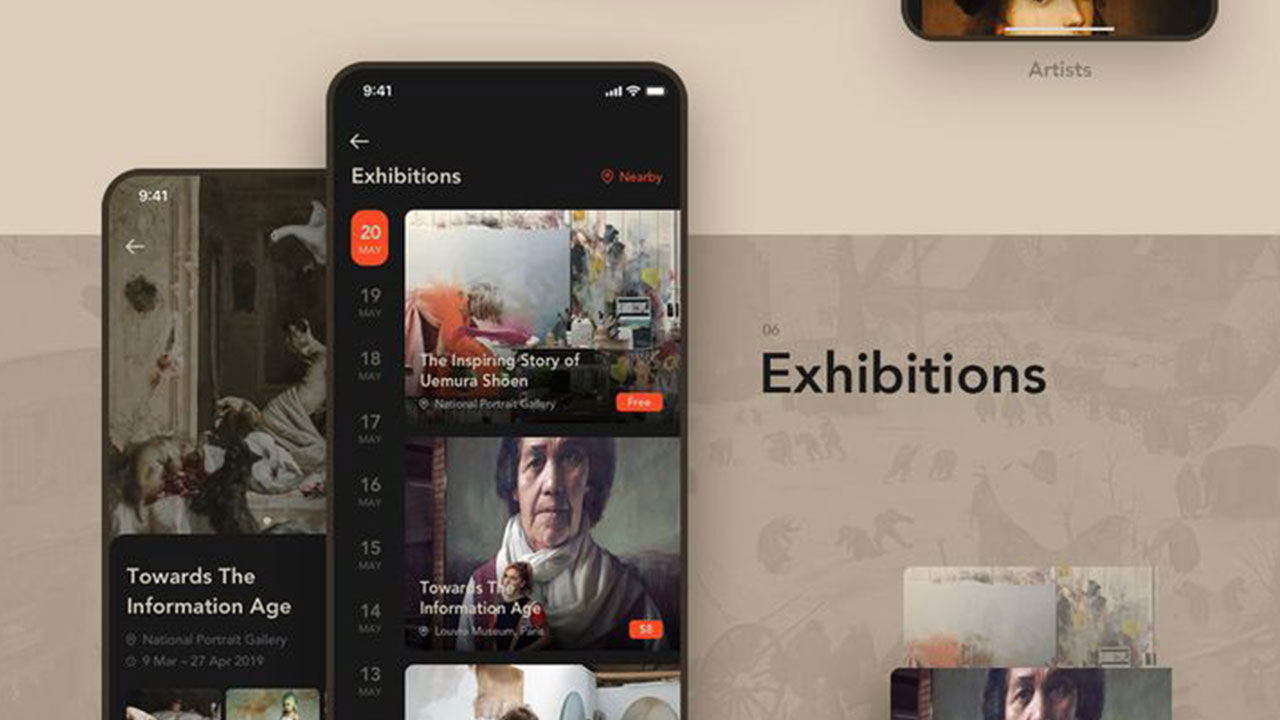 Artists
9:41
Exhibitions
Nearby
20
MAY
19
MAY
18
MAY
17
MAY
16
MAY
15
MAY
14
MAY
13
MAY
The Inspiring Story of
Uemura Shōen
National Portrait Gallery
Free
Towards The
Information Age
Louvre Museum, Paris
$8
9:41
Towards The
Information Age
National Portrait Gallery
9 Mar - 27 Apr 2019
06
Exhibitions